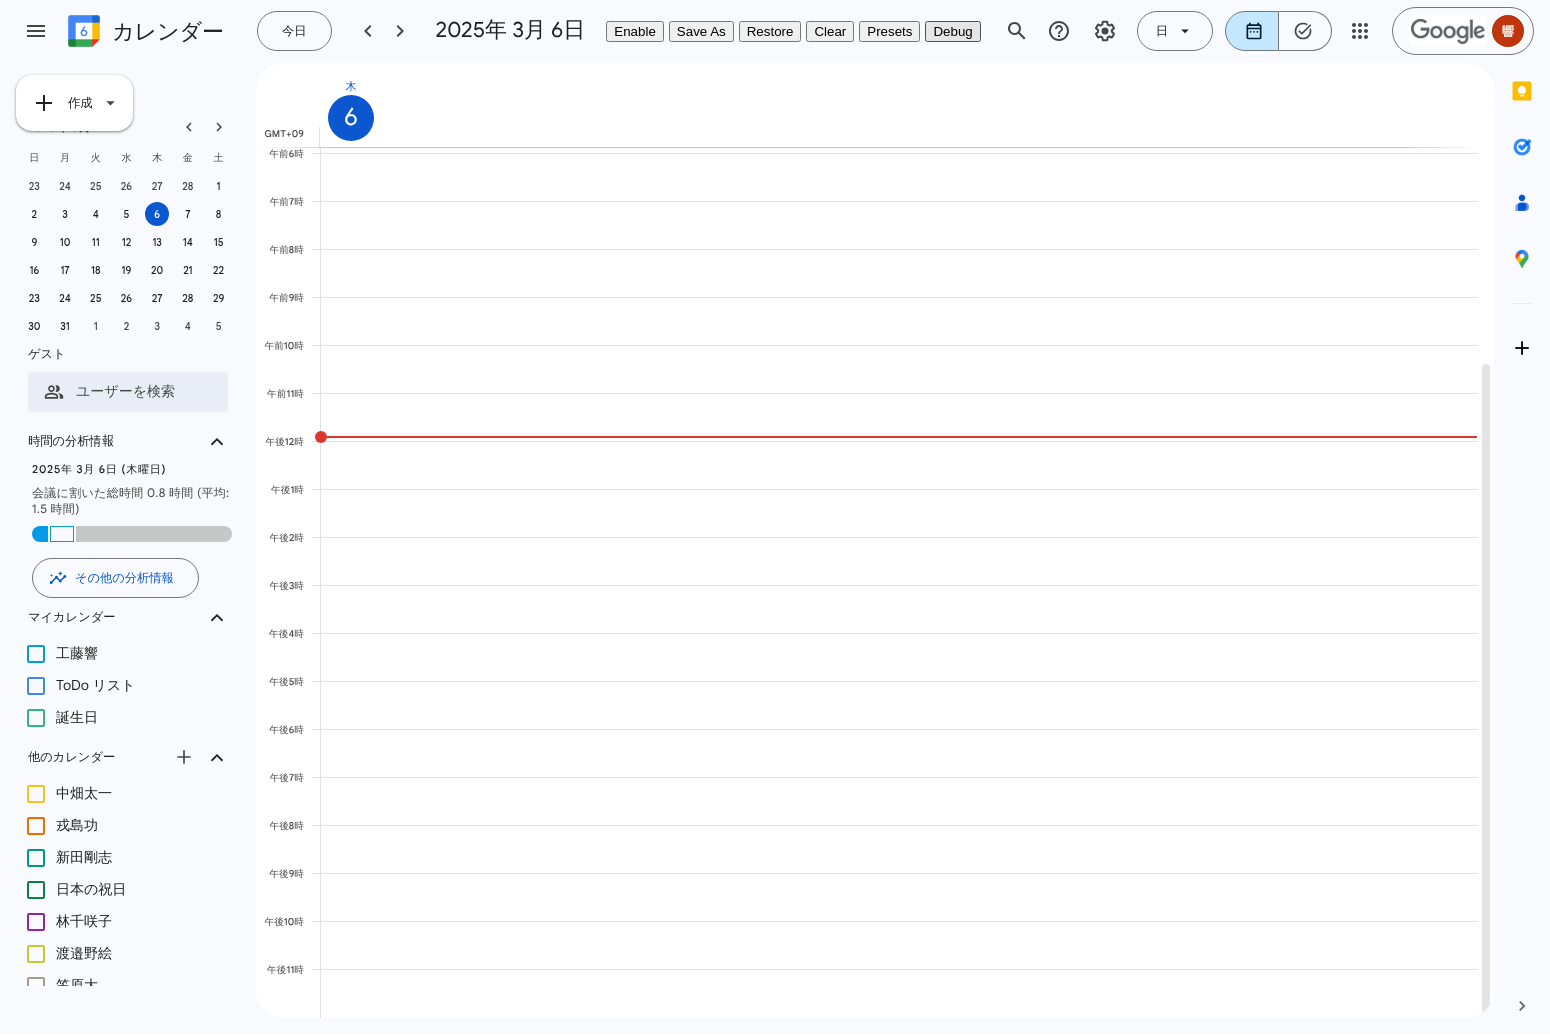 カレンダー
今日
2025年 3月 6日
Enable
Save As
Restore
Clear
Presets
Debug
日
Google
響
作成
日 月 火 水 木 金 土
23 24 25 26 27 28 1
2 3 4 5 6 7 8
9 10 11 12 13 14 15
16 17 18 19 20 21 22
23 24 25 26 27 28 29
30 31 1 2 3 4 5
ゲスト
ユーザーを検索
時間の分析情報
2025年 3月 6日 (木曜日)
会議に割いた総時間 0.8 時間 (平均:
1.5 時間)
その他の分析情報
マイカレンダー
工藤響
ToDo リスト
誕生日
他のカレンダー
中畑太一
戎島功
新田剛志
日本の祝日
林千咲子
渡邉野絵
木
6
GMT+09
午前6時
午前7時
午前8時
午前9時
午前10時
午前11時
午後12時
午後1時
午後2時
午後3時
午後4時
午後5時
午後6時
午後7時
午後8時
午後9時
午後10時
午後11時